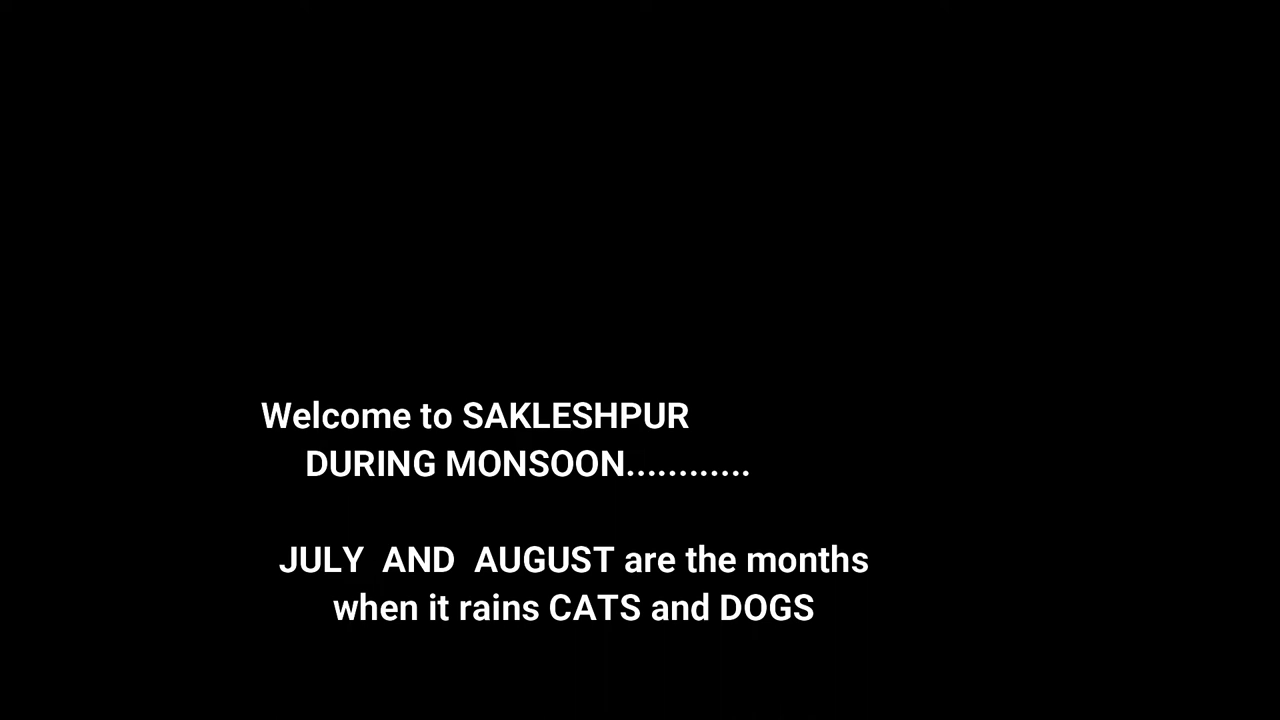 Welcome to SAKLESHPUR
DURING MONSOON............
JULY  AND  AUGUST are the months
when it rains CATS and DOGS